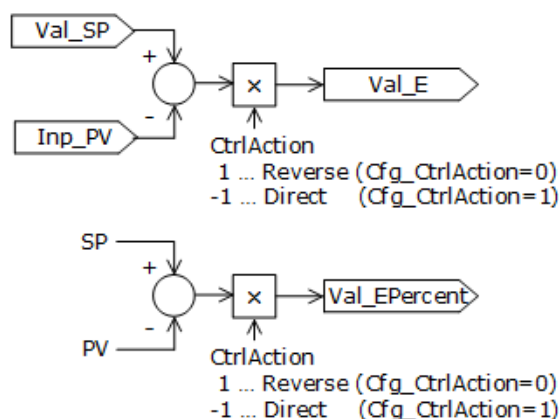 Val_SP
+
×
Val_E
-
Inp_PV
CtrlAction
1 ... Reverse (Cfg_CtrlAction=0)
-1 ... Direct (Cfg_CtrlAction=1)
SP
+
×
Val_EPercent
-
PV
CtrlAction
1 ... Reverse (Cfg_CtrlAction=0)
-1 ... Direct (Cfg_CtrlAction=1)